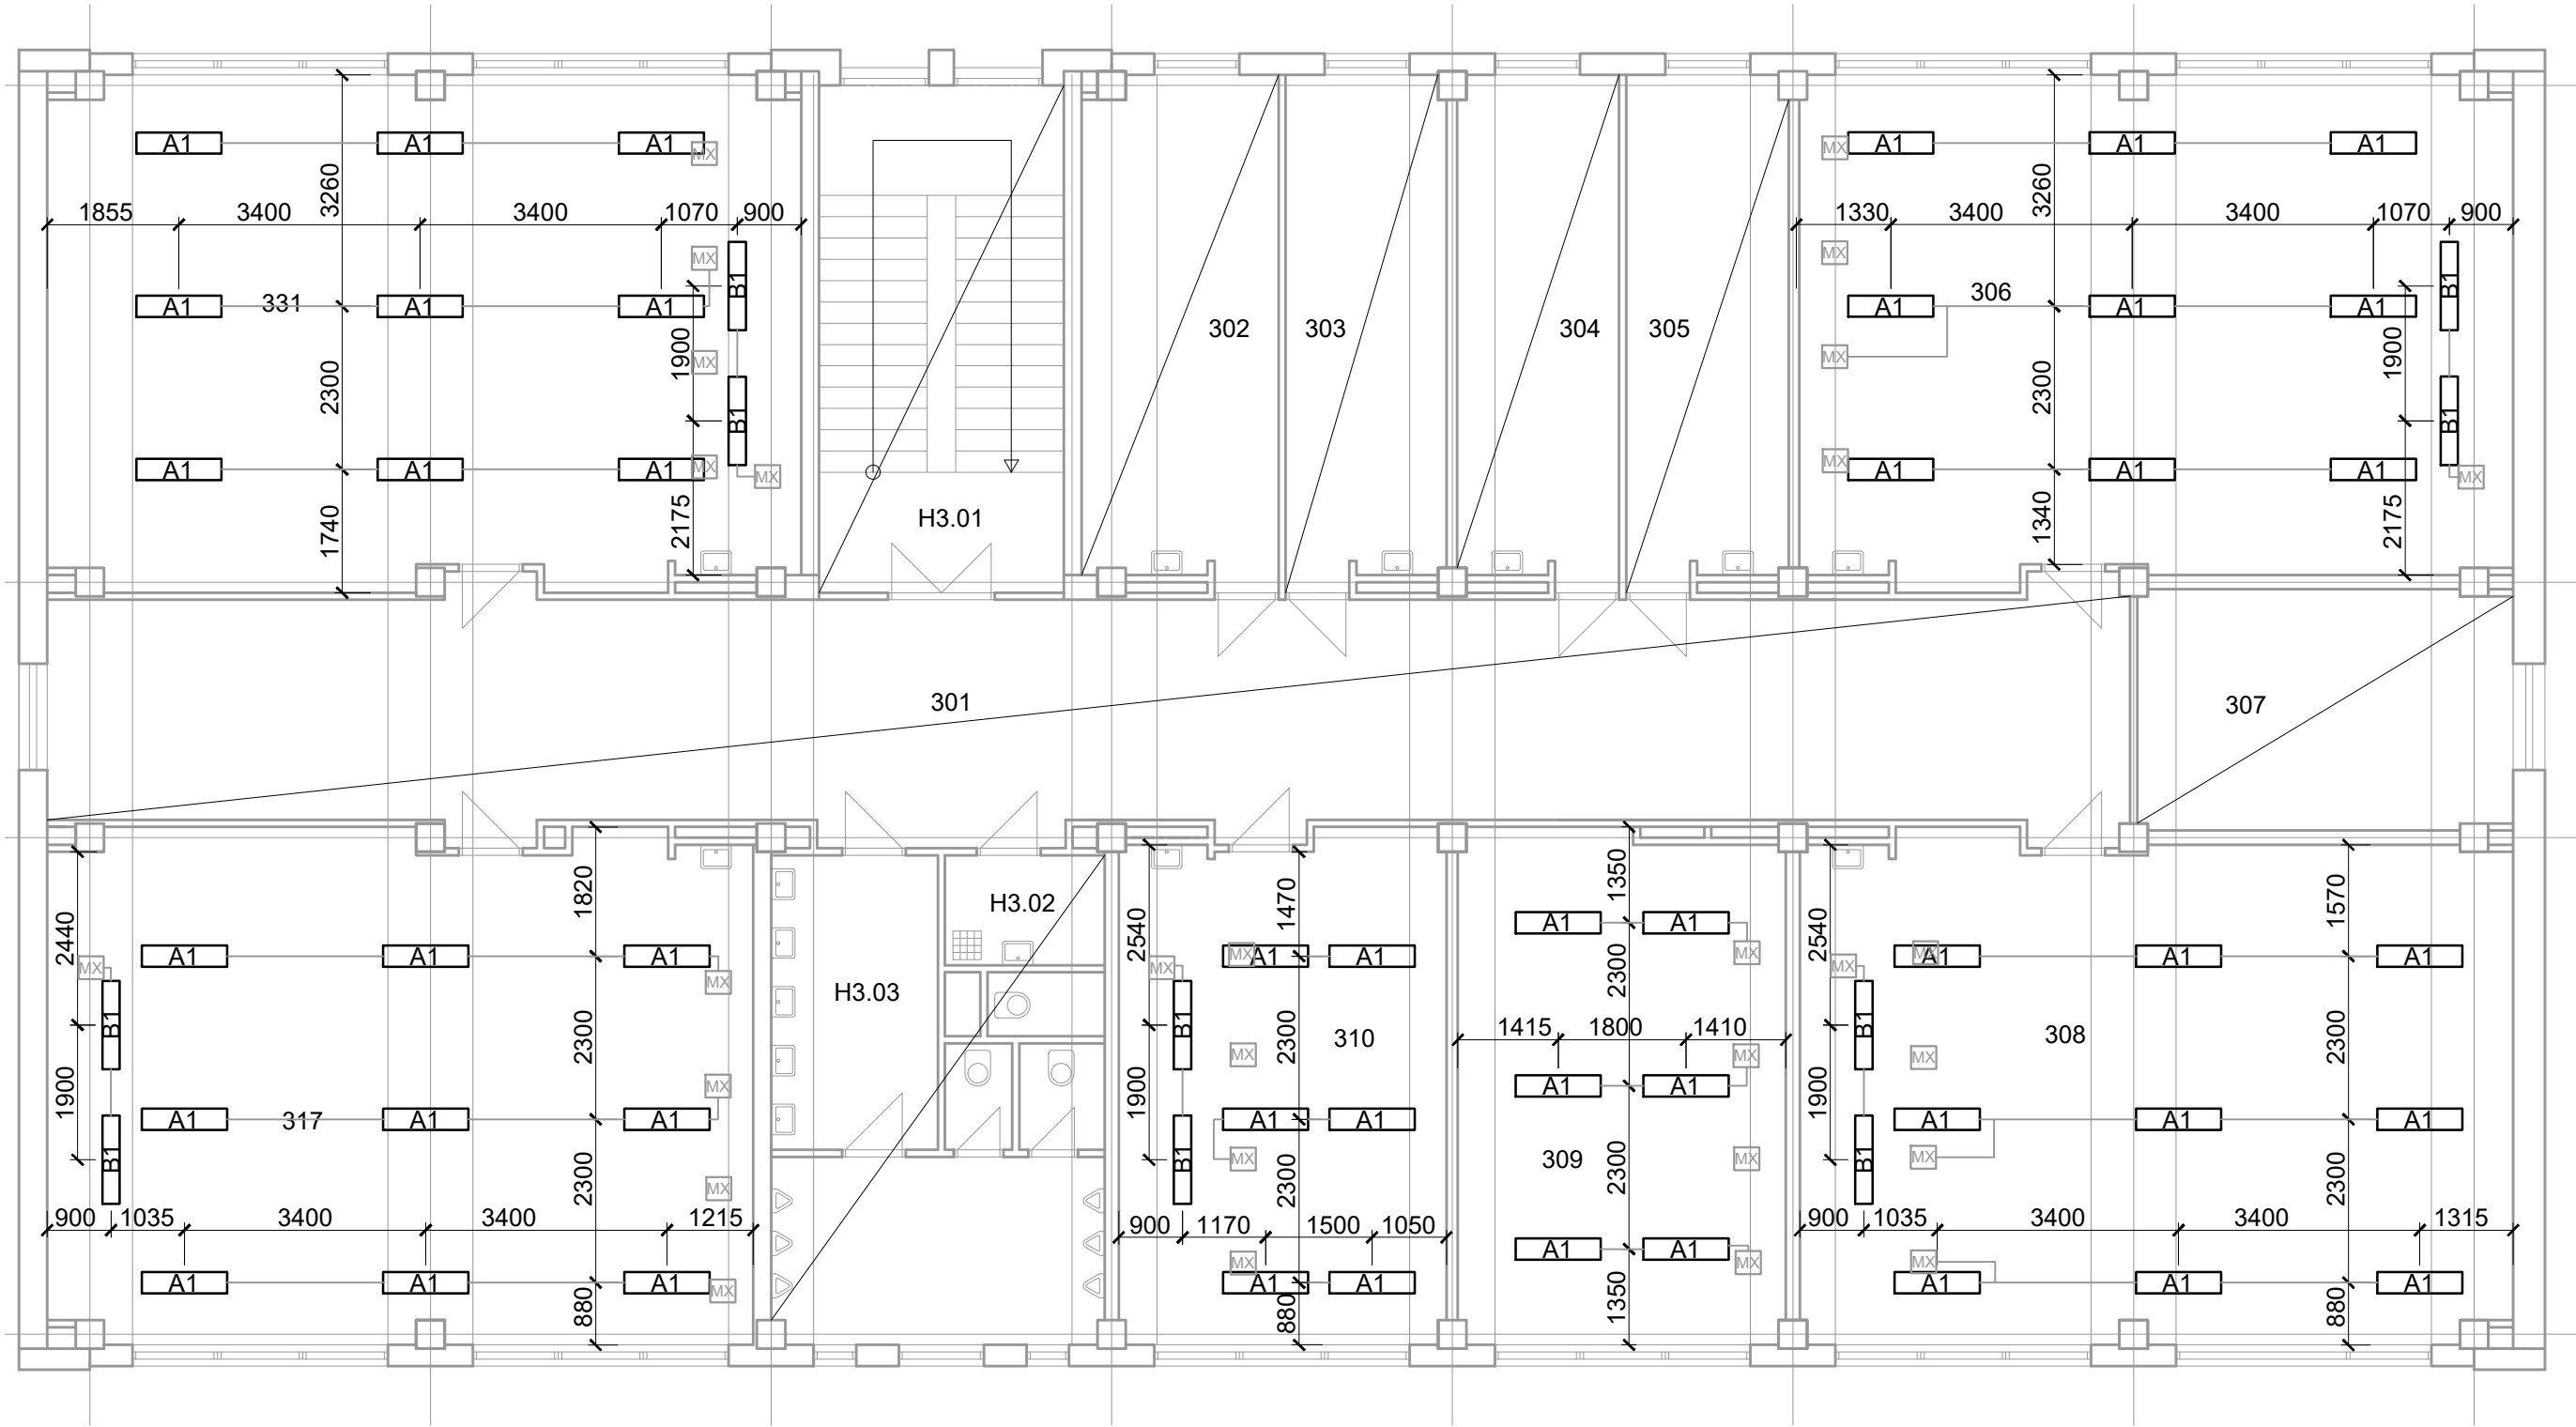 A1 A1 A1 MX
3260
1855 3400 3400 1070 900
MX
A1 331 A1 A1 B1
1900 MX
2300
B1
A1 A1 A1 MX MX
1740 2175
H3.01
302 303 304 305
MX A1 A1 A1
3260
1330 3400 3400 1070 900
MX
A1 306 A1 A1 B1
MX 1900
2300
B1
MX A1 A1 A1 MX
1340 2175
301
307
2440 1820
MX A1 A1 A1 MX
B1
2300
1900 MX
A1 317 A1 A1
B1
2300 MX
900 1035 3400 3400 1215
A1 A1 A1 MX
880
H3.02
H3.03
2540 1470
MX MX A1 A1
B1
2300 MX 310
1900
A1 A1
B1 MX
2300
900 1170 1500 1050
MX
A1 A1
880
1350
A1 A1
2300 MX
1415 1800 1410
MX
A1 A1
309 2300 MX
A1 A1 MX
1350
2540 1570
MX MX A1 A1 A1
B1
MX 308 2300
1900
A1 A1 A1
B1 MX
2300
900 1035 3400 3400 1315
MX
A1 A1 A1
880